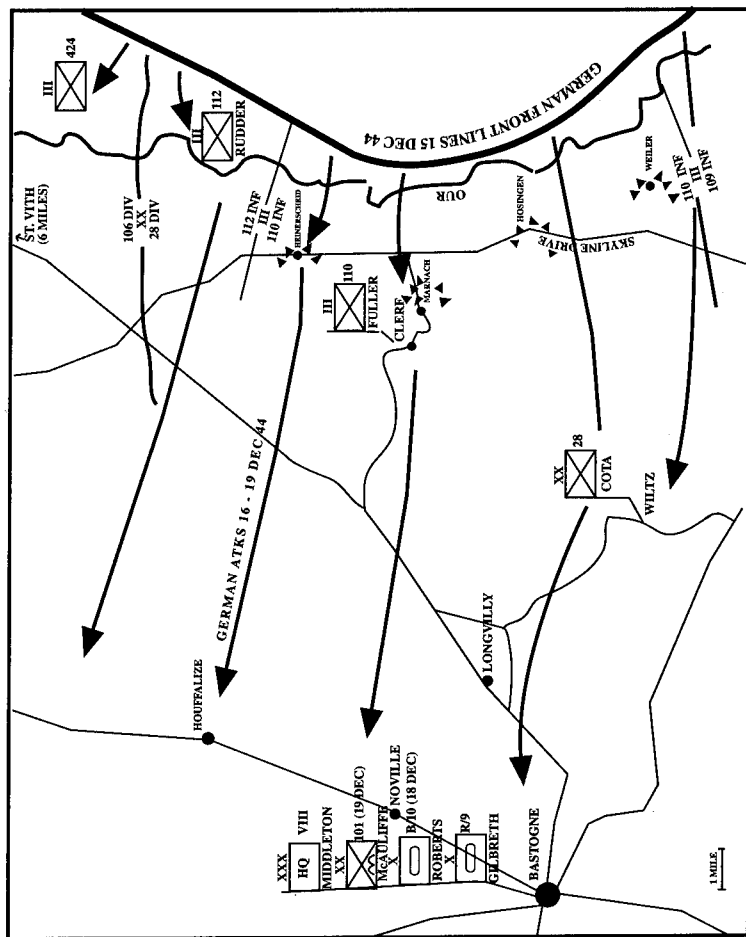 ST. VITH
(6 MILES)
III
424
106 DIV
XX
28 DIV
III
112
RUDDER
112 INF
III
110 INF
HEINERSCHEID
GERMAN FRONT LINES 15 DEC 44
OUR
III
110
FULLER
CLERF
MARNACH
HOSINGEN
SKYLINE DRIVE
WEILER
110 INF
III
109 INF
GERMAN ATKS 16 - 19 DEC 44
XX
28
COTA
WILTZ
HOUFFALIZE
LONGVILLY
NOVILLE
XXX
HQ VIII
MIDDLETON
XX
101 (19 DEC)
McAULIFFE
X
B/10 (18 DEC)
ROBERTS
X
R/9
GILBRETH
BASTOGNE
1 MILE